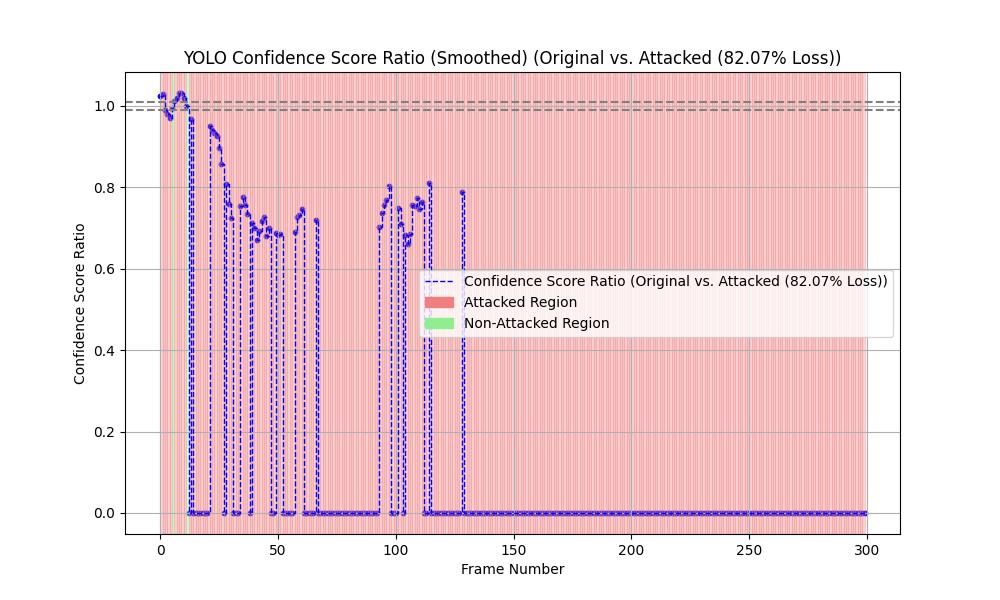 YOLO Confidence Score Ratio (Smoothed) (Original vs. Attacked (82.07% Loss))
Confidence Score Ratio
1.0
0.8
0.6
0.4
0.2
0.0
Confidence Score Ratio (Original vs. Attacked (82.07% Loss))
Attacked Region
Non-Attacked Region
0 50 100 150 200 250 300
Frame Number